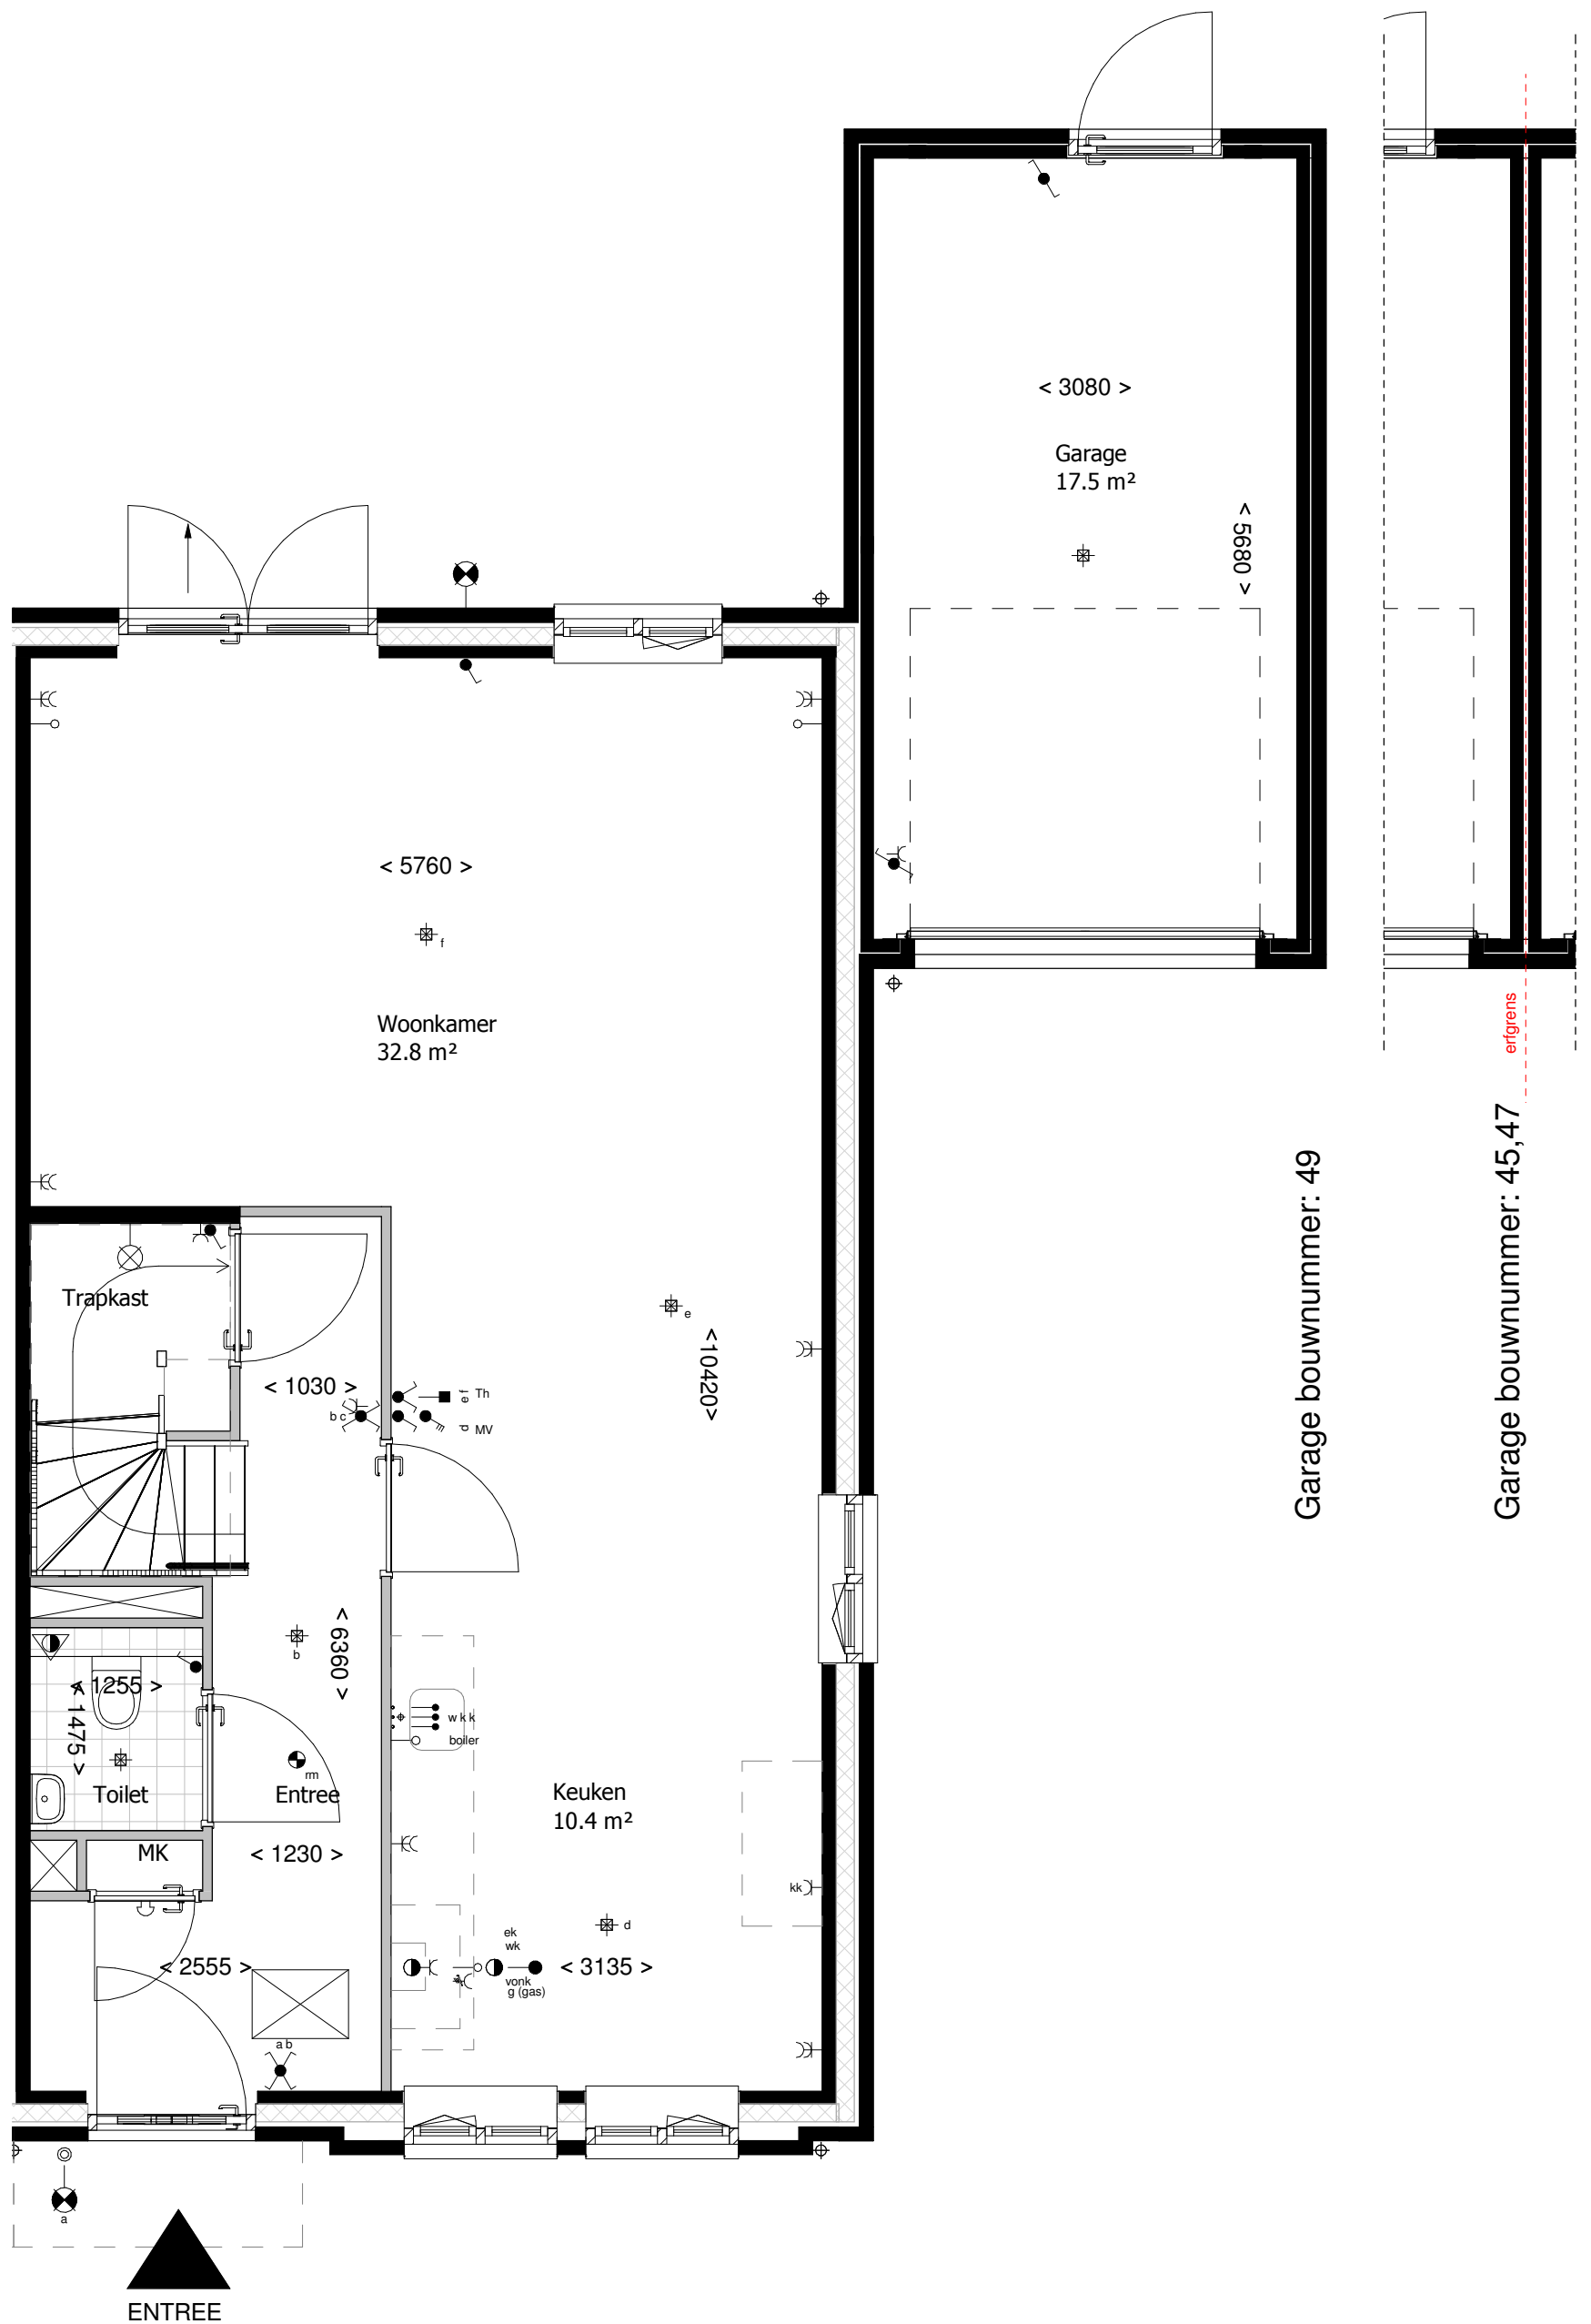 < 3080 >
Garage
17.5 m²
< 5680 >
< 5760 >
f
Woonkamer
32.8 m²
erfgrens
Garage bouwnummer: 49
Garage bouwnummer: 45,47
Trapkast
e
<10420>
< 1030 >
b c
e f
Th
d
MV
< 6360 >
b
< 1255 >
< 1475 >
w k k
boiler
rm
Toilet
Entree
Keuken
10.4 m²
MK
< 1230 >
kk
d
ek
wk
< 2555 >
< 3135 >
vonk
g (gas)
a b
a
ENTREE